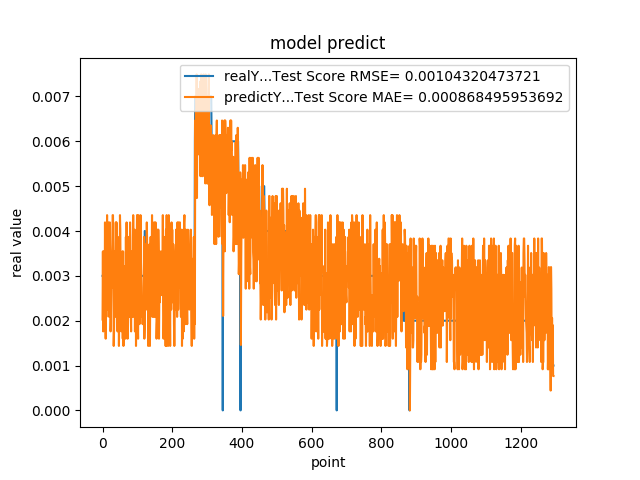 model predict
realY...Test Score RMSE= 0.00104320473721
predictY...Test Score MAE= 0.000868495953692
0.007
0.006
0.005
0.004
0.003
0.002
0.001
0.000
real value
0 200 400 600 800 1000 1200
point